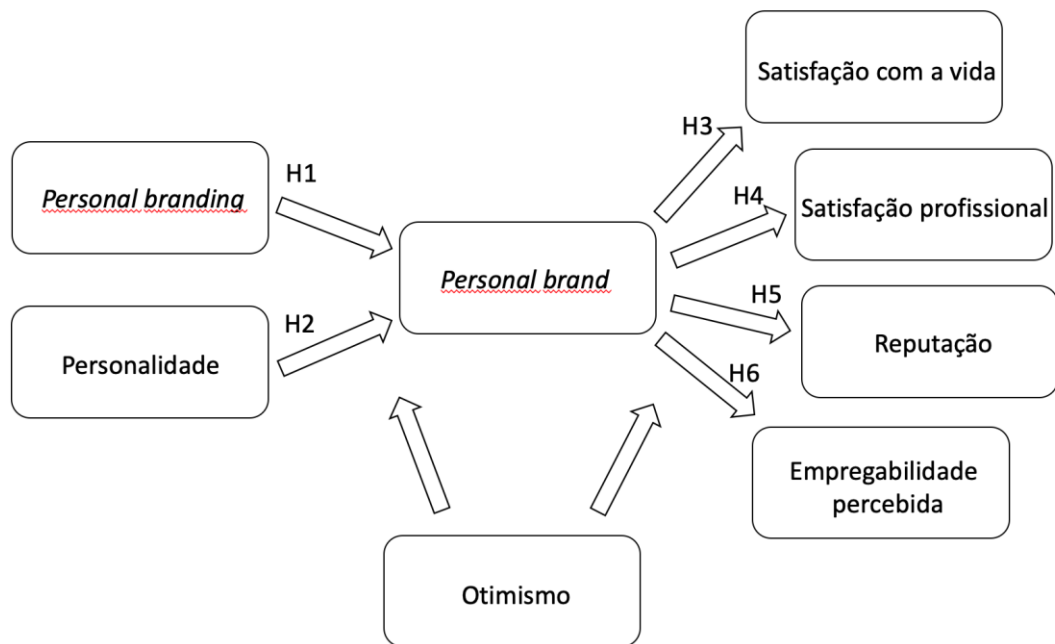 Satisfação com a vida
H3
H1
Personal branding
H4
Satisfação profissional
Personal brand
H5
H2
Reputação
Personalidade
H6
Empregabilidade
percebida
Otimismo